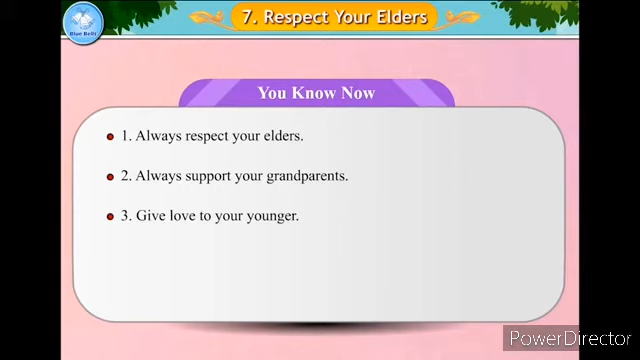 7. Respect Your Elders
Blue Bells
You Know Now
1. Always respect your elders.
2. Always support your grandparents.
3. Give love to your younger.
PowerDirector